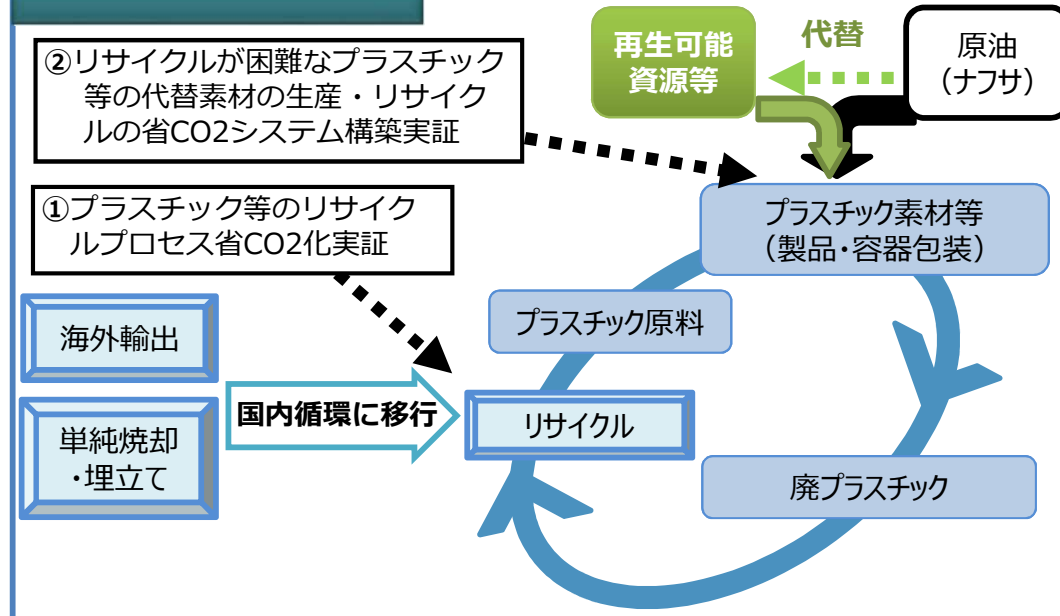 ②リサイクルが困難なプラスチック
等の代替素材の生産・リサイク
ルの省CO2システム構築実証
再生可能
資源等
代替
原油
（ナフサ）
①プラスチック等のリサイク
ルプロセス省CO2化実証
プラスチック素材等
（製品・容器包装）
海外輸出
プラスチック原料
国内循環に移行
リサイクル
単純焼却
・埋立て
廃プラスチック